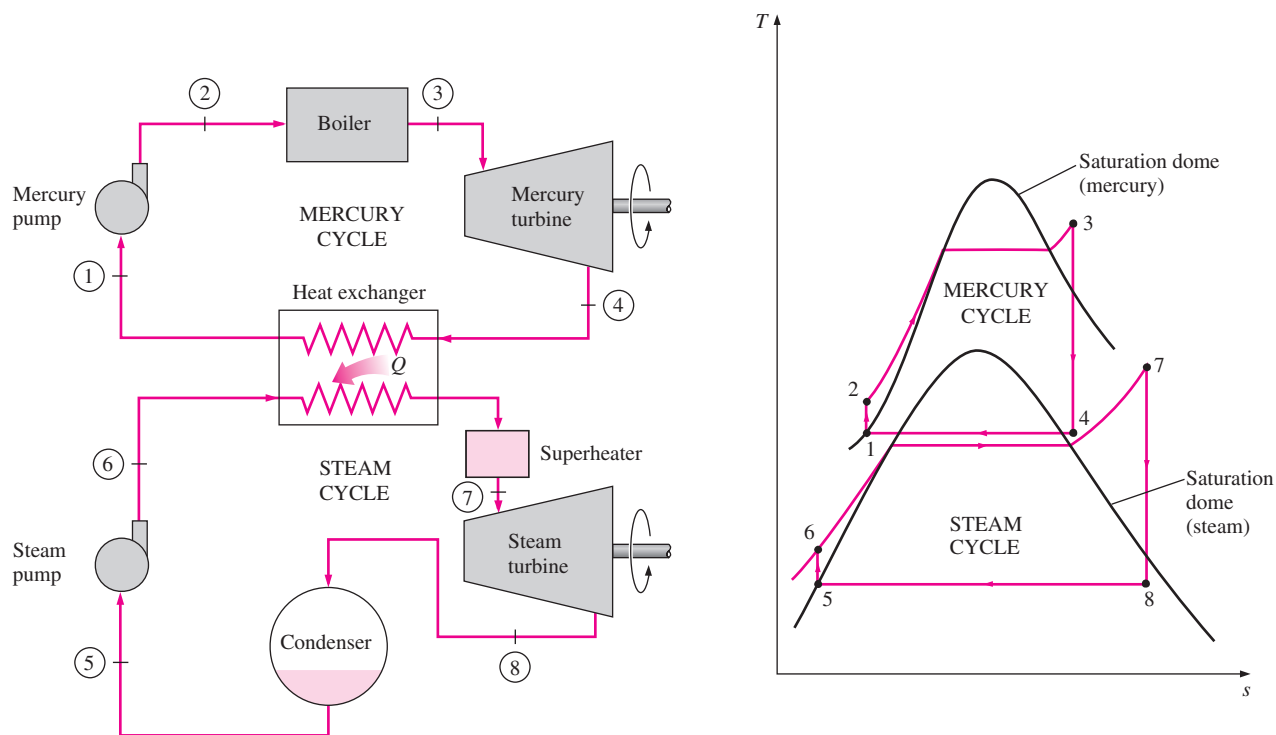 2
3
Boiler
Mercury
pump
MERCURY
CYCLE
Mercury
turbine
1
Heat exchanger
4
Q
6
STEAM
CYCLE
Superheater
7
Steam
pump
Steam
turbine
Condenser
5
8
T
Saturation dome
(mercury)
3
MERCURY
CYCLE
7
2
4
1
Saturation
dome
(steam)
6
STEAM
CYCLE
5
8
s